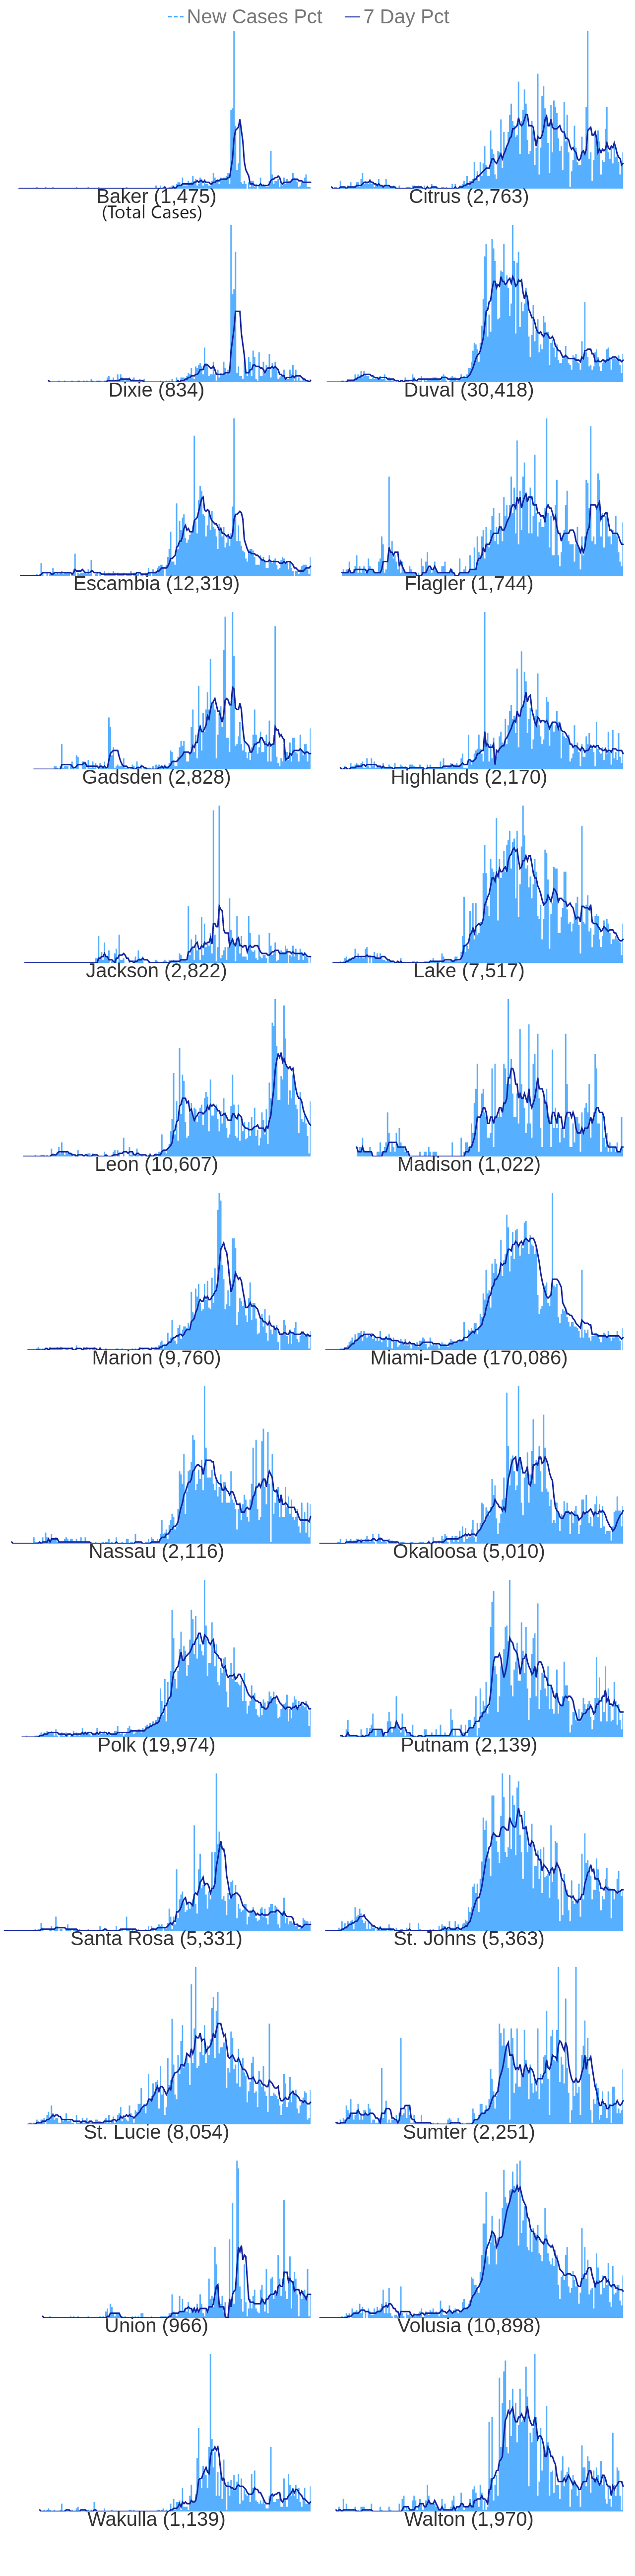 New Cases Pct 7 Day Pct
Baker (1,475) Citrus (2,763)
(Total Cases)
Dixie (834) Duval (30,418)
Escambia (12,319) Flagler (1,744)
Gadsden (2,828) Highlands (2,170)
Jackson (2,822) Lake (7,517)
Leon (10,607) Madison (1,022)
Marion (9,760) Miami-Dade (170,086)
Nassau (2,116) Okaloosa (5,010)
Polk (19,974) Putnam (2,139)
Santa Rosa (5,331) St. Johns (5,363)
St. Lucie (8,054) Sumter (2,251)
Union (966) Volusia (10,898)
Wakulla (1,139) Walton (1,970)